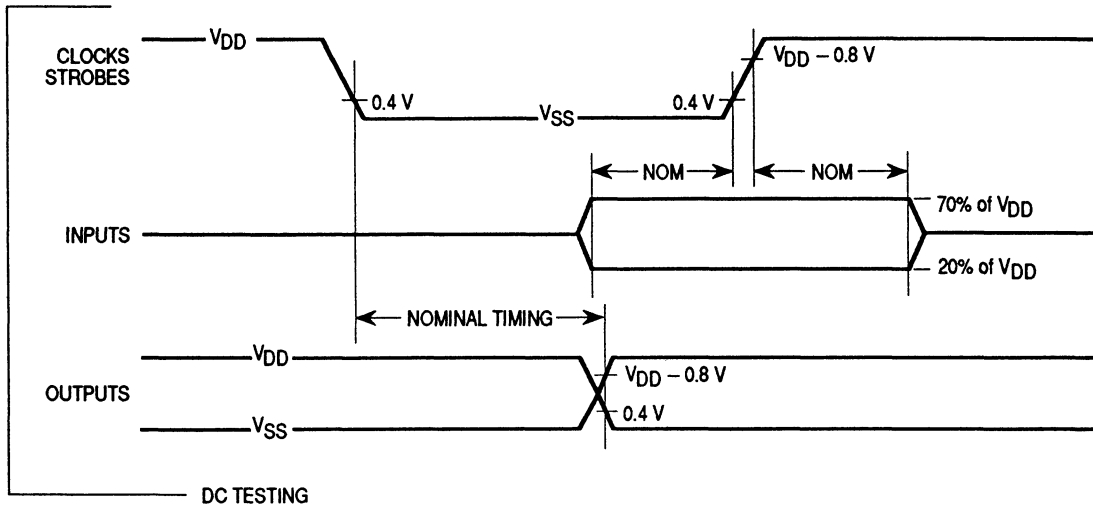 VDD
CLOCKS
STROBES
VDD – 0.8 V
0.4 V
0.4 V
VSS
NOM
NOM
70% of VDD
INPUTS
20% of VDD
NOMINAL TIMING
VDD
VDD – 0.8 V
OUTPUTS
0.4 V
VSS
DC TESTING